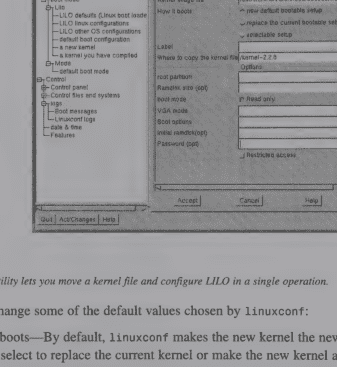 Lilo
LILO defaults (Linux boot loader
LILO linux configurations
LILO other OS configurations
default boot configuration
a new kernel
a kernel you have compiled
Mode
default boot mode
Control
Control panel
Control files and systems
logs
Boot messages
Linuxconf logs
date & time
Features
How it boots
new default bootable setup
replace the current bootable set
selectable setup
Label
Where to copy the kernel file /kernel-2.2.5
Options
root partition
Ramdisk size (opt)
Boot mode
Read only
VGA mode
Boot options
Initial ramdisk(opt)
Password (opt)
Restricted access
Accept
Cancel
Help
Quit
Act/Changes
Help
ility lets you move a kernel file and configure LILO in a single operation.
hange some of the default values chosen by linuxconf:
boots—By default, linuxconf makes the new kernel the new
select to replace the current kernel or make the new kernel a